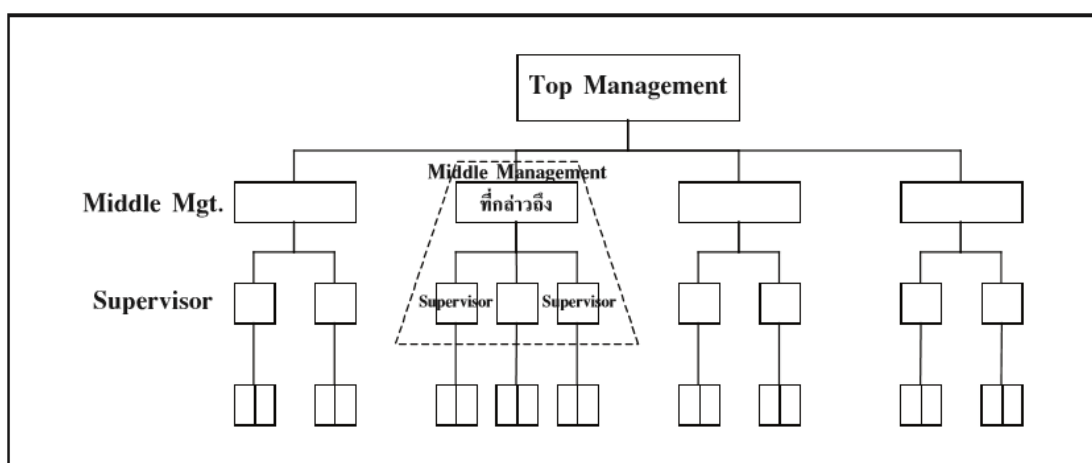 Top Management
Middle Management
Middle Mgt.
ที่กล่าวถึง
Supervisor
Supervisor
Supervisor